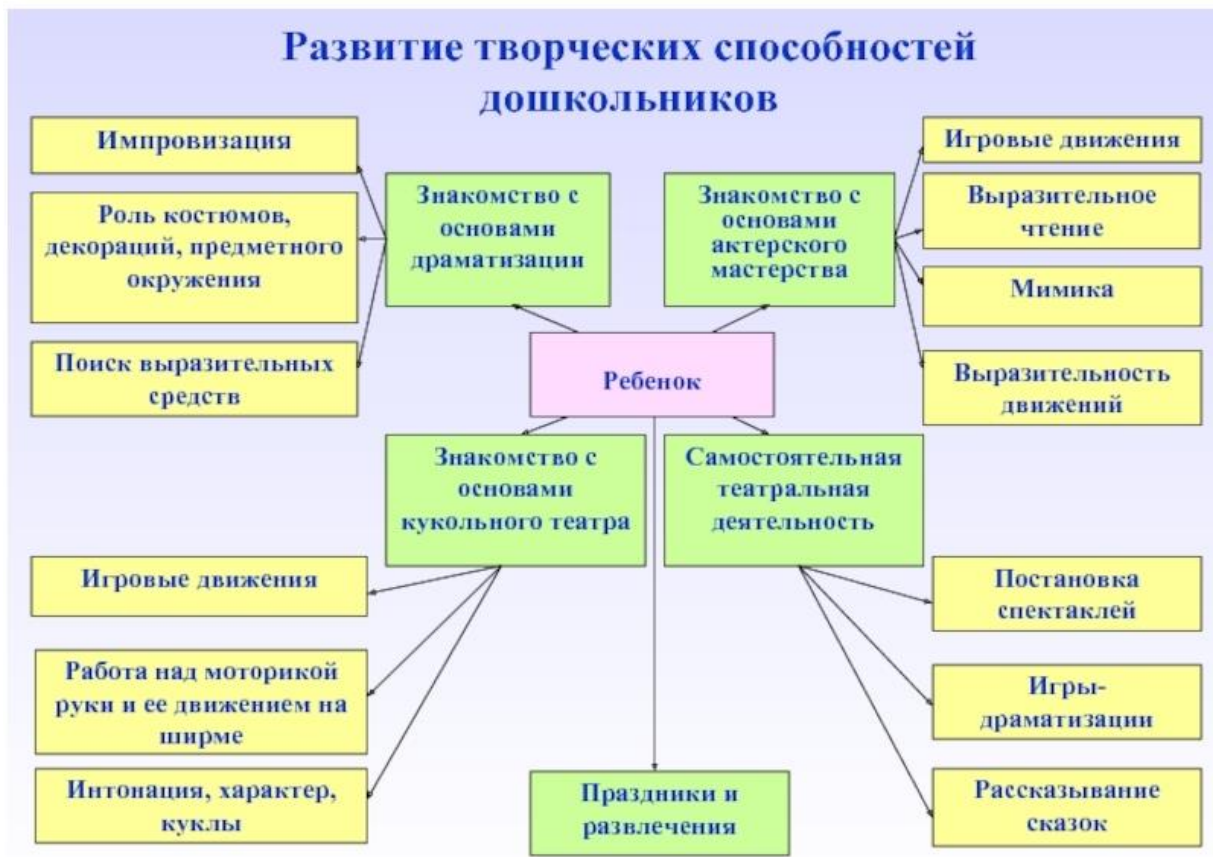 Развитие творческих способностей
дошкольников
Импровизация
Роль костюмов,
декораций, предметного
окружения
Поиск выразительных
средств
Знакомство с
основами
драматизации
Знакомство с
основами
актерского
мастерства
Игровые движения
Выразительное
чтение
Мимика
Выразительность
движений
Ребенок
Знакомство с
основами
кукольного театра
Самостоятельная
театральная
деятельность
Игровые движения
Работа над моторикой
руки и ее движением на
ширме
Интонация, характер,
куклы
Праздники и
развлечения
Постановка
спектаклей
Игры-
драматизации
Рассказывание
сказок